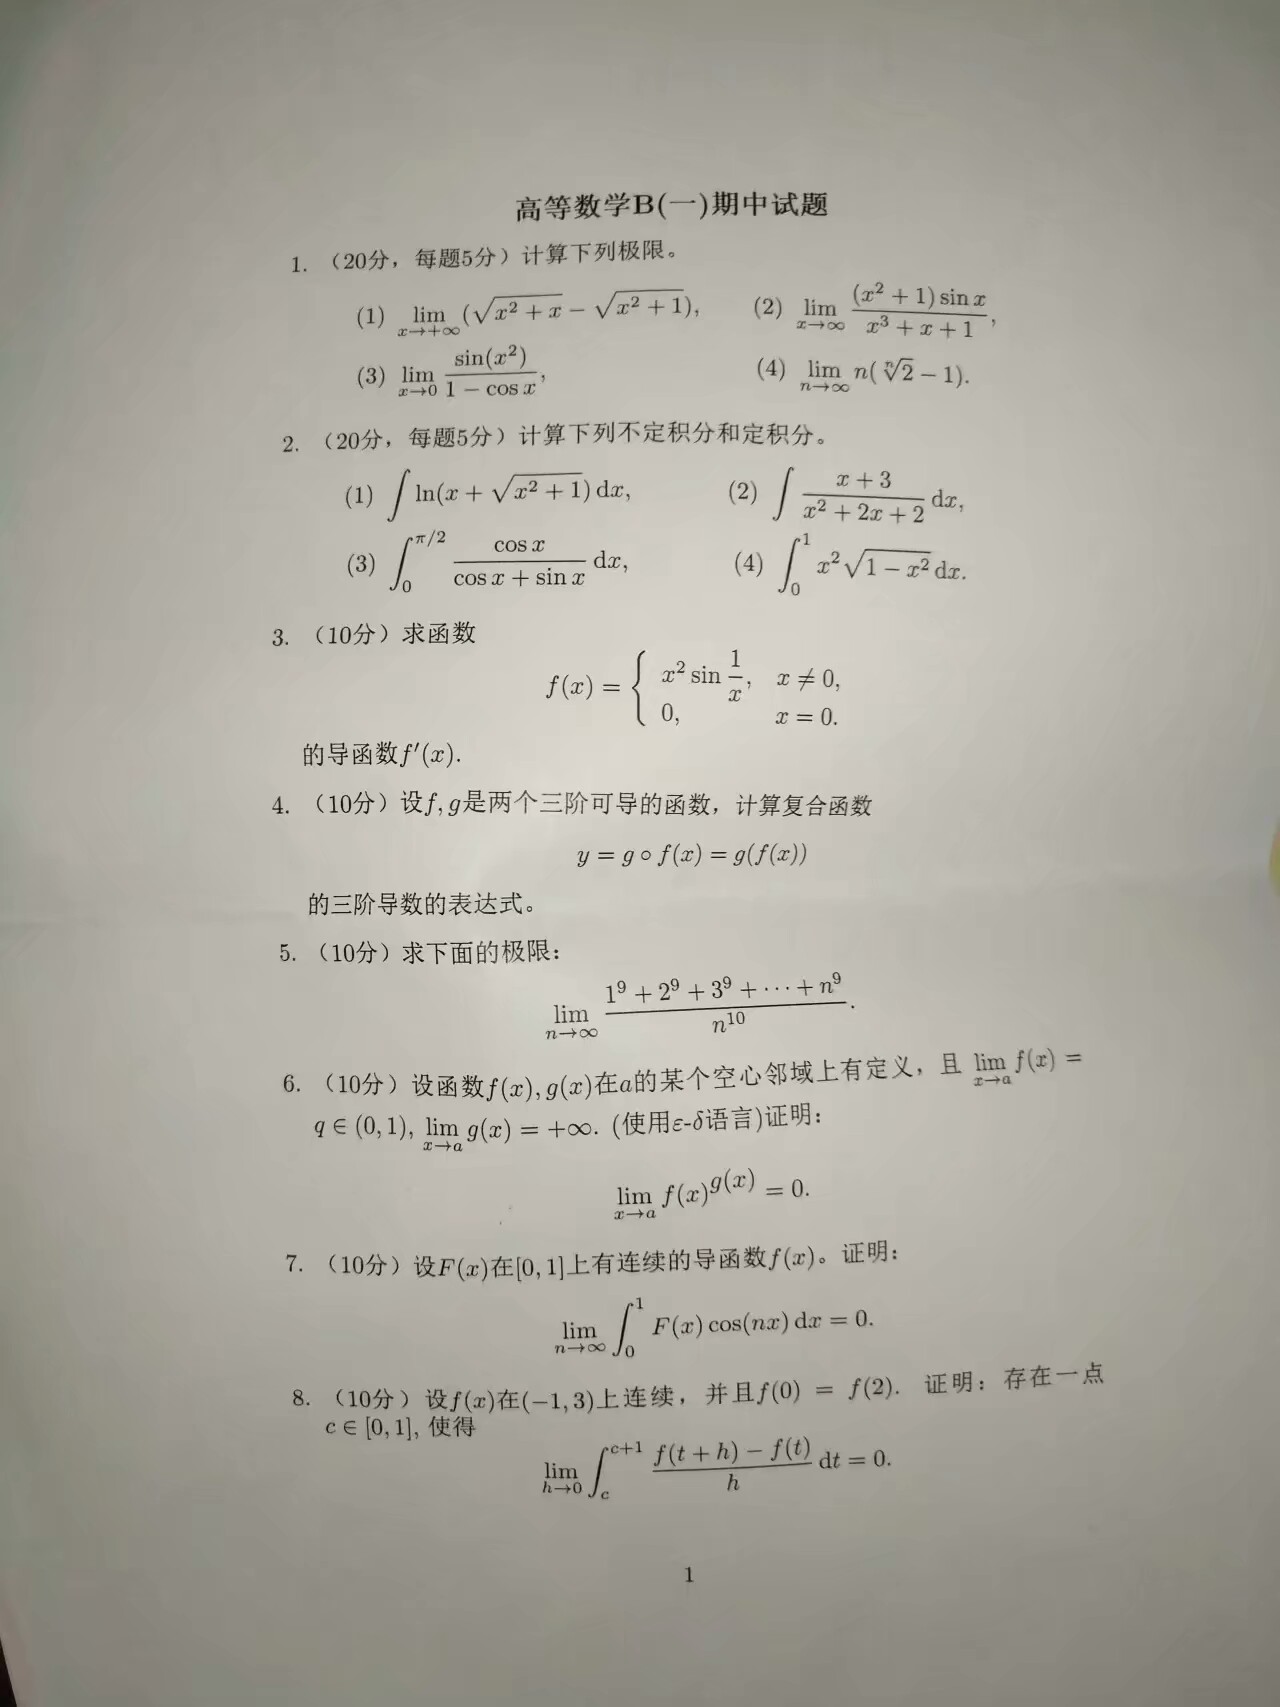 高等数学B(一)期中试题
1. （20分，每题5分）计算下列极限。
(1) $\lim_{x\to+\infty}(\sqrt{x^2+x}-\sqrt{x^2+1})$, (2) $\lim_{x\to\infty}\frac{(x^2+1)\sin x}{x^3+x+1}$,
(3) $\lim_{x\to 0}\frac{\sin(x^2)}{1-\cos x}$, (4) $\lim_{n\to\infty}n(\sqrt[n]{2}-1)$.
2. （20分，每题5分）计算下列不定积分和定积分。
(1) $\int \ln(x+\sqrt{x^2+1})\,\mathrm{d}x$, (2) $\int \frac{x+3}{x^2+2x+2}\,\mathrm{d}x$,
(3) $\int_0^{\pi/2}\frac{\cos x}{\cos x+\sin x}\,\mathrm{d}x$, (4) $\int_0^1 x^2\sqrt{1-x^2}\,\mathrm{d}x$.
3. （10分）求函数
$f(x)=\begin{cases} x^2\sin\frac{1}{x}, & x\neq 0, \\ 0, & x=0. \end{cases}$
的导函数$f'(x)$.
4. （10分）设$f,g$是两个三阶可导的函数，计算复合函数
$y=g\circ f(x)=g(f(x))$
的三阶导数的表达式。
5. （10分）求下面的极限：
$\lim_{n\to\infty}\frac{1^9+2^9+3^9+\cdots+n^9}{n^{10}}$.
6. （10分）设函数$f(x),g(x)$在$a$的某个空心邻域上有定义，且 $\lim_{x\to a}f(x)=$
$q\in(0,1)$, $\lim_{x\to a}g(x)=+\infty$. (使用$\varepsilon$-$\delta$语言)证明：
$\lim_{x\to a}f(x)^{g(x)}=0$.
7. （10分）设$F(x)$在$[0,1]$上有连续的导函数$f(x)$。证明：
$\lim_{n\to\infty}\int_0^1 F(x)\cos(nx)\,\mathrm{d}x=0$.
8. （10分）设$f(x)$在$(-1,3)$上连续，并且$f(0)=f(2)$. 证明：存在一点
$c\in[0,1]$, 使得
$\lim_{h\to 0}\int_c^{c+1}\frac{f(t+h)-f(t)}{h}\,\mathrm{d}t=0$.
1